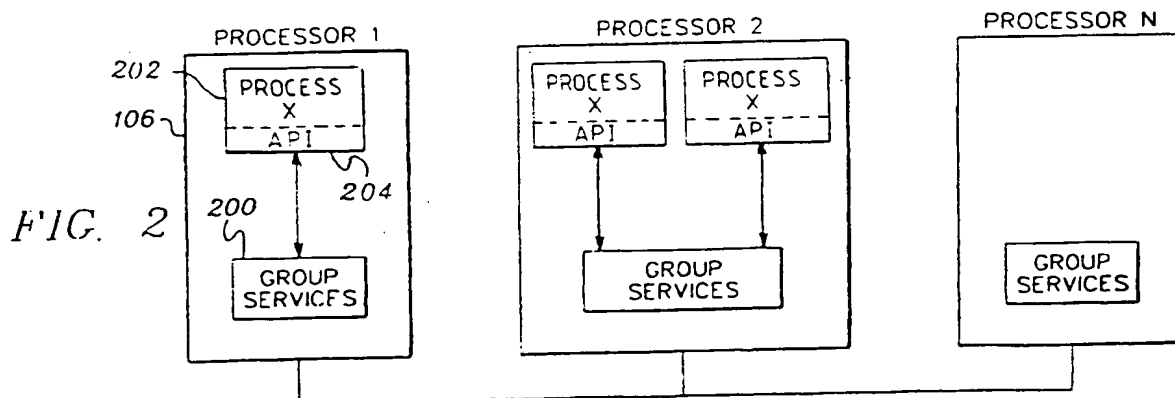 PROCESSOR 1
PROCESSOR 2
PROCESSOR N
202
PROCESS
X
API
PROCESS
X
API
PROCESS
X
API
106
204
FIG. 2
200
GROUP
SERVICES
GROUP
SERVICES
GROUP
SERVICES